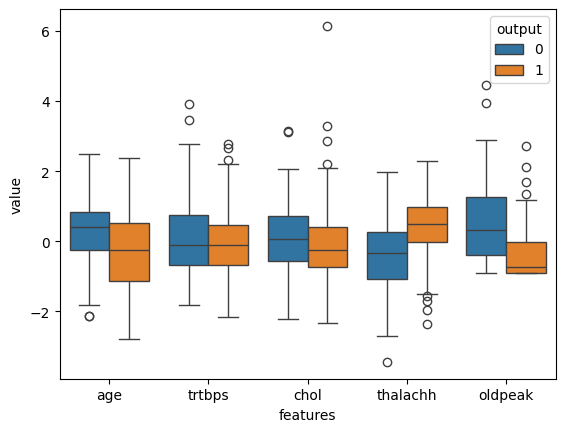 output
0
1
6
4
2
0
−2
value
age trtbps chol thalachh oldpeak
features